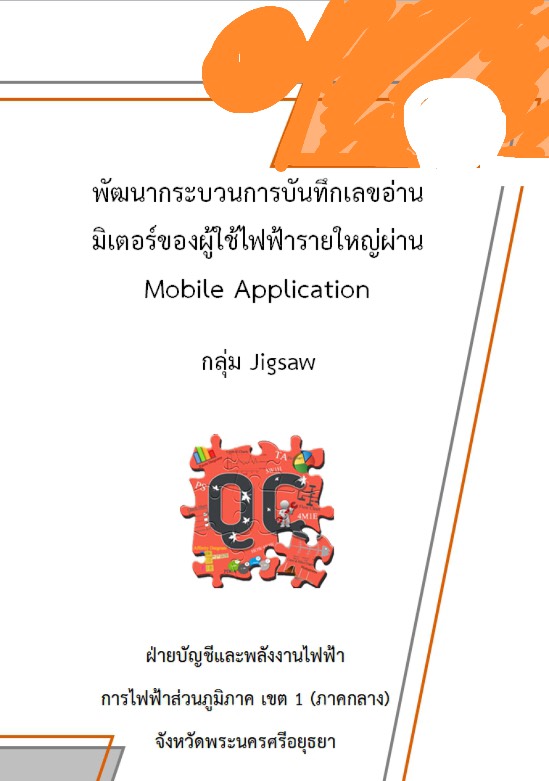 พัฒนากระบวนการบันทึกเลขอ่าน
มิเตอร์ของผู้ใช้ไฟฟ้ารายใหญ่ผ่าน
Mobile Application
กลุ่ม Jigsaw
TA
PS
QC
4M1E
ฝ่ายบัญชีและพลังงานไฟฟ้า
การไฟฟ้าส่วนภูมิภาค เขต 1 (ภาคกลาง)
จังหวัดพระนครศรีอยุธยา